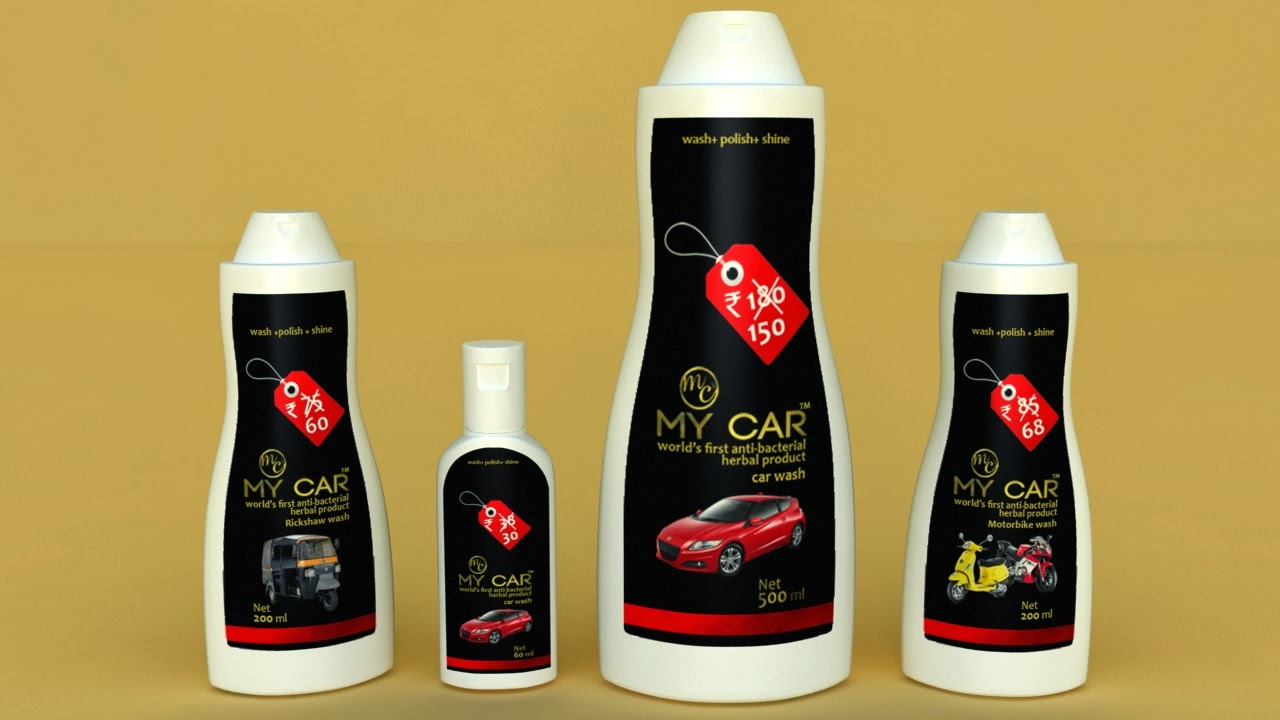 wash +polish + shine
₹ 75
60
mc
MY CAR™
world's first anti-bacterial
herbal product
Rickshaw wash
Net
200 ml
wash+ polish+ shine
₹ 38
30
mc
MY CAR™
world's first anti-bacterial
herbal product
car wash
Net
60 ml
wash+ polish+ shine
₹ 180
150
mc
MY CAR™
world's first anti-bacterial
herbal product
car wash
Net
500 ml
wash +polish + shine
₹ 85
68
mc
MY CAR™
world's first anti-bacterial
herbal product
Motorbike wash
Net
200 ml